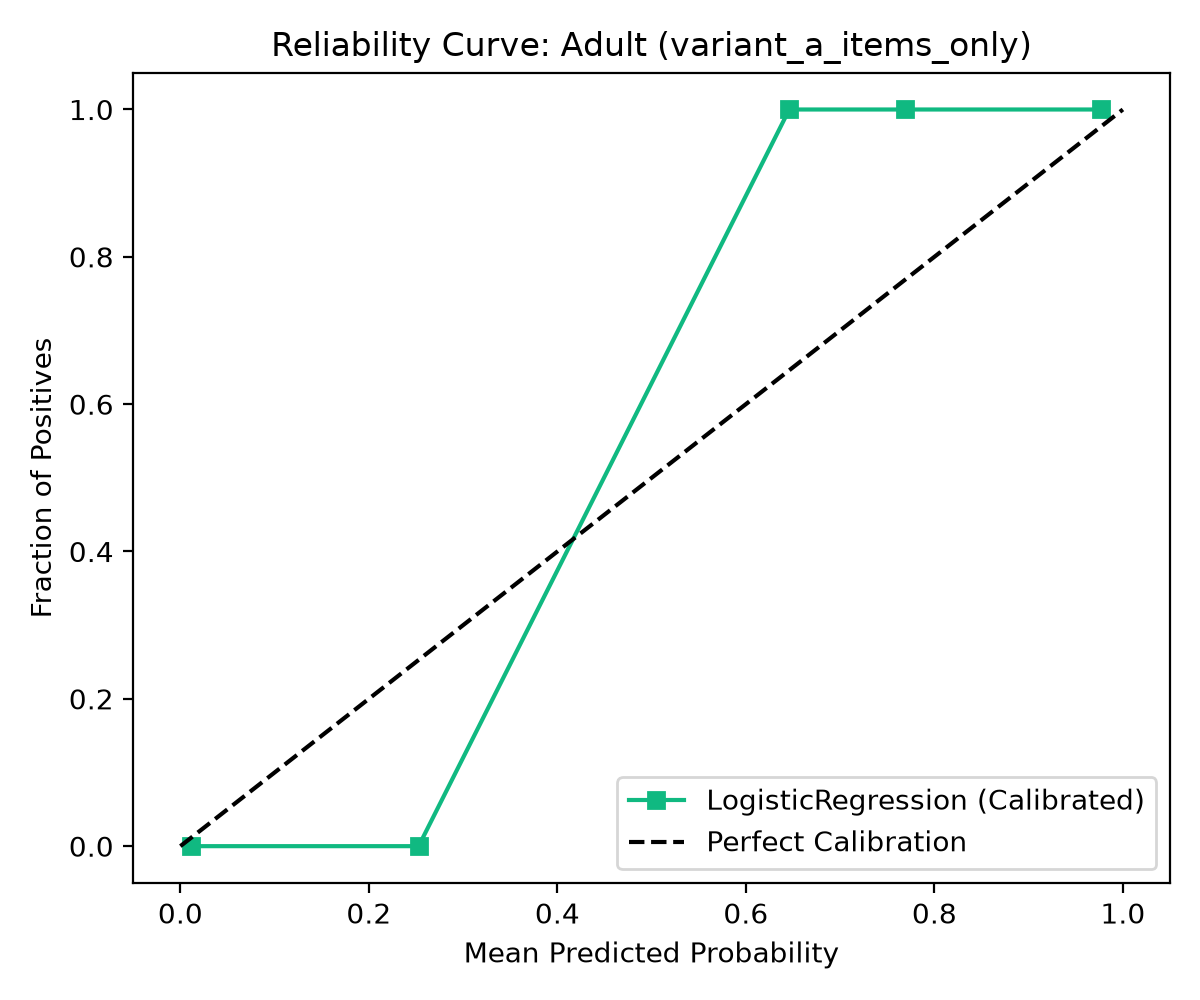 Reliability Curve: Adult (variant_a_items_only)
1.0
0.8
0.6
0.4
0.2
0.0
Fraction of Positives
LogisticRegression (Calibrated)
Perfect Calibration
0.0 0.2 0.4 0.6 0.8 1.0
Mean Predicted Probability